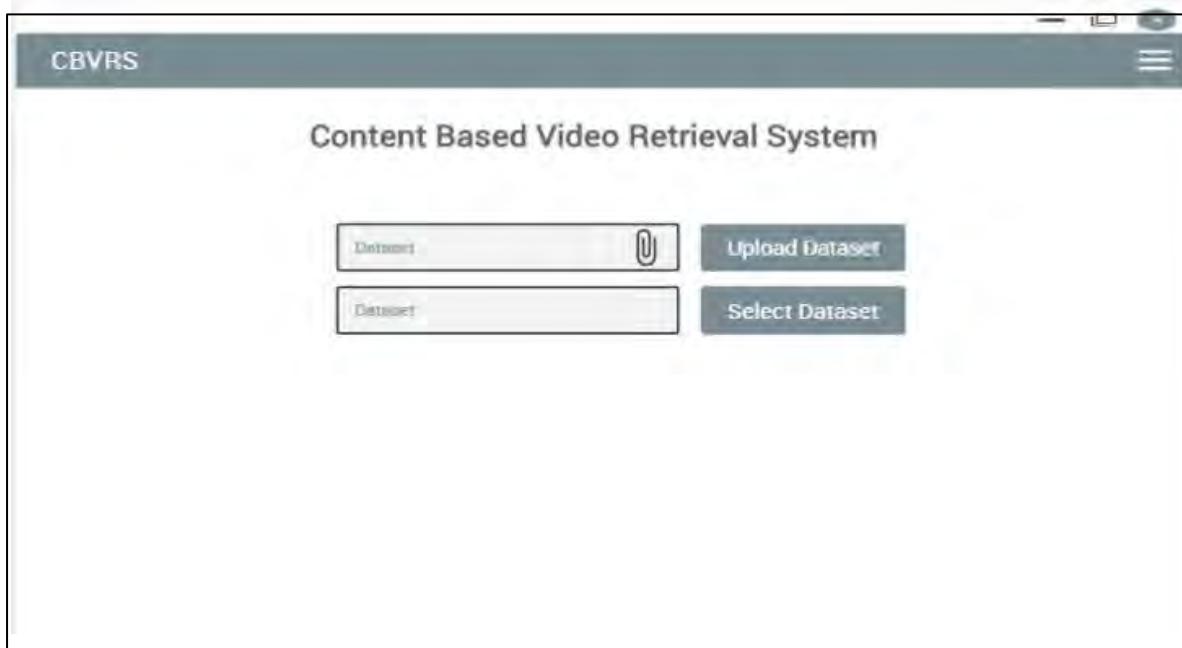 CBVRS
Content Based Video Retrieval System
Dataset
Upload Dataset
Dataset
Select Dataset